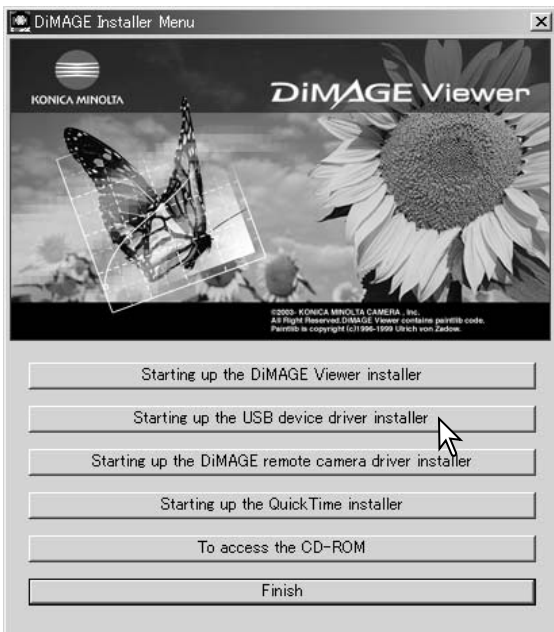 DiMAGE Installer Menu
KONICA MINOLTA
DiMAGE Viewer
©2003- KONICA MINOLTA CAMERA , Inc.
All Right Reserved.DiMAGE Viewer contains paintlib code.
Paintlib is copyright (c)1996-1999 Ulrich von Zadow.
Starting up the DiMAGE Viewer installer
Starting up the USB device driver installer
Starting up the DiMAGE remote camera driver installer
Starting up the QuickTime installer
To access the CD-ROM
Finish